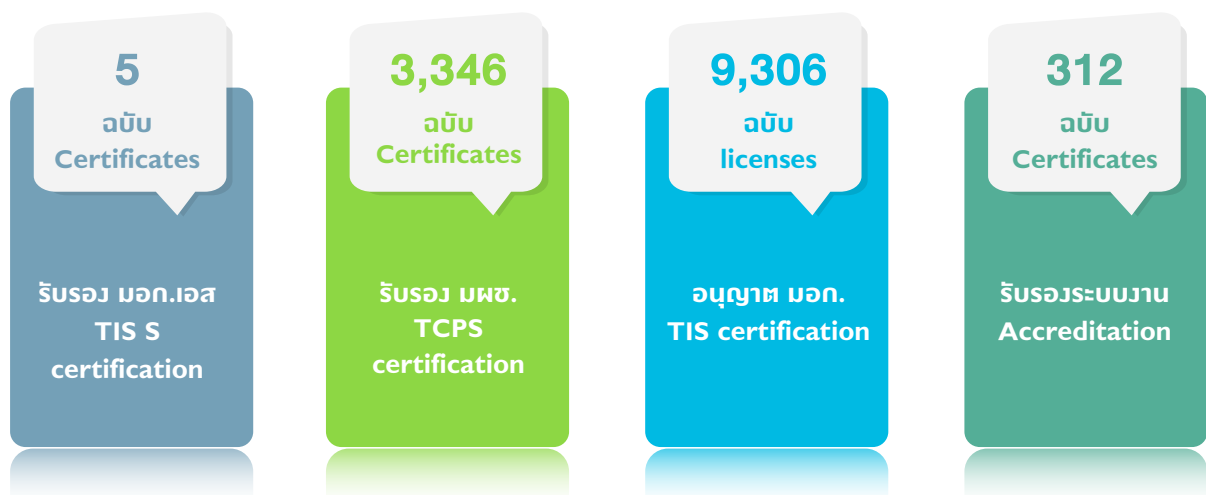 5
ฉบับ
Certificates
รับรอง มอก.เอส
TIS S
certification
3,346
ฉบับ
Certificates
รับรอง มผช.
TCPS
certification
9,306
ฉบับ
licenses
อนุญาต มอก.
TIS certification
312
ฉบับ
Certificates
รับรองระบบงาน
Accreditation